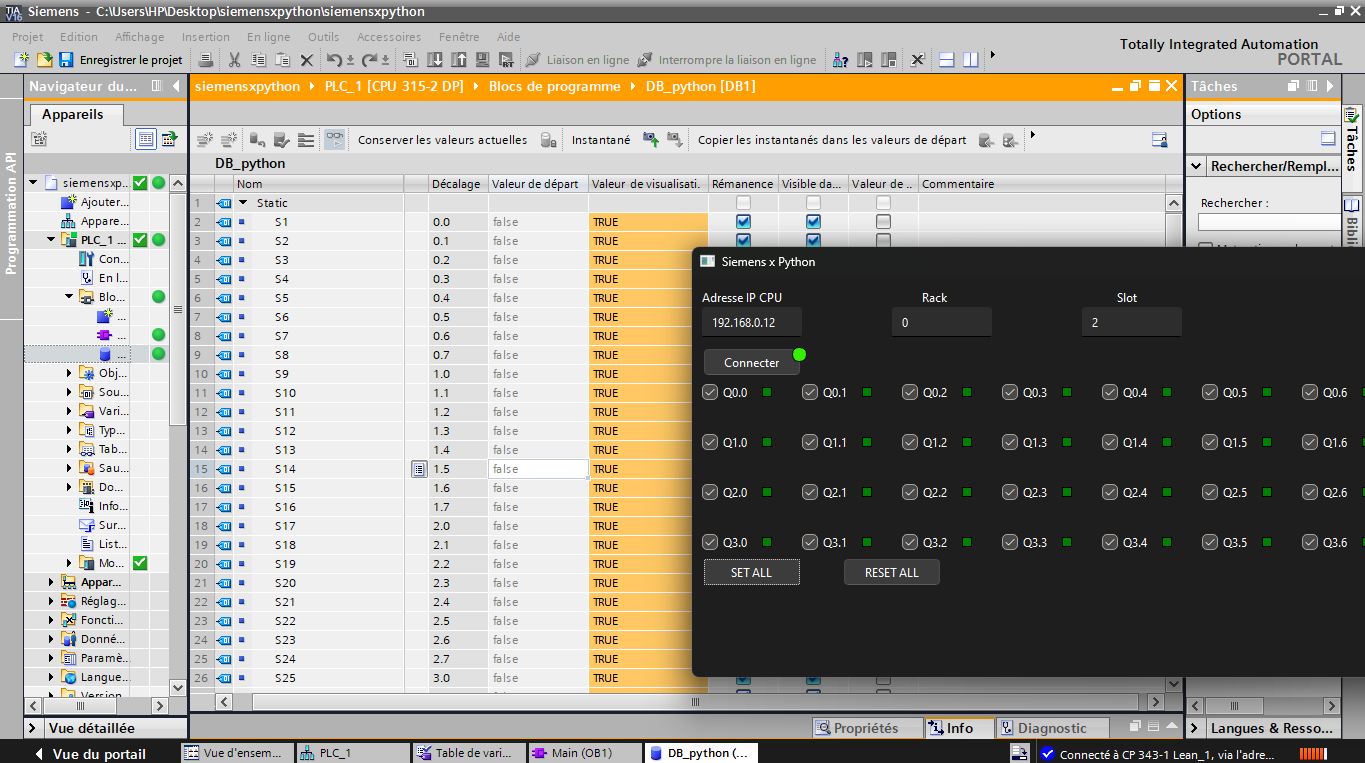 TIA V16 Siemens - C:\Users\HP\Desktop\siemensxpython\siemensxpython
Projet Edition Affichage Insertion En ligne Outils Accessoires Fenêtre Aide
Totally Integrated Automation
PORTAL
Enregistrer le projet Liaison en ligne Interrompre la liaison en ligne
Navigateur du...
siemensxpython PLC_1 [CPU 315-2 DP] Blocs de programme DB_python [DB1]
Tâches
Appareils
Options
Conserver les valeurs actuelles Instantané Copier les instantanés dans les valeurs de départ
DB_python
Programmation API
Tâches
Rechercher/Rempl...
Rechercher :
siemensxp...
Ajouter...
Appare...
PLC_1 ...
Con...
En l...
Blo...
...
...
...
Obj...
Sou...
Vari...
Typ...
Tab...
Sau...
Do...
Info...
Sur...
List...
Mo...
Appar...
Réglag...
Foncti...
Donné...
Paramè...
Langue...
Version
Nom Décalage Valeur de départ Valeur de visualisati. Rémanence Visible da... Valeur de .. Commentaire
1 Static
2 S1 0.0 false TRUE
3 S2 0.1 false TRUE
4 S3 0.2 false TRUE
5 S4 0.3 false TRUE
6 S5 0.4 false TRUE
7 S6 0.5 false TRUE
8 S7 0.6 false TRUE
9 S8 0.7 false TRUE
10 S9 1.0 false TRUE
11 S10 1.1 false TRUE
12 S11 1.2 false TRUE
13 S12 1.3 false TRUE
14 S13 1.4 false TRUE
15 S14 1.5 false TRUE
16 S15 1.6 false TRUE
17 S16 1.7 false TRUE
18 S17 2.0 false TRUE
19 S18 2.1 false TRUE
20 S19 2.2 false TRUE
21 S20 2.3 false TRUE
22 S21 2.4 false TRUE
23 S22 2.5 false TRUE
24 S23 2.6 false TRUE
25 S24 2.7 false TRUE
26 S25 3.0 false TRUE
Siemens x Python
Adresse IP CPU Rack Slot
192.168.0.12 0 2
Connecter
Q0.0 Q0.1 Q0.2 Q0.3 Q0.4 Q0.5 Q0.6
Q1.0 Q1.1 Q1.2 Q1.3 Q1.4 Q1.5 Q1.6
Q2.0 Q2.1 Q2.2 Q2.3 Q2.4 Q2.5 Q2.6
Q3.0 Q3.1 Q3.2 Q3.3 Q3.4 Q3.5 Q3.6
SET ALL RESET ALL
Vue détaillée
Propriétés Info Diagnostic
Langues & Resso...
Vue du portail Vue d'ensem... PLC_1 Table de vari... Main (OB1) DB_python (...
Connecté à CP 343-1 Lean_1, via l'adre...